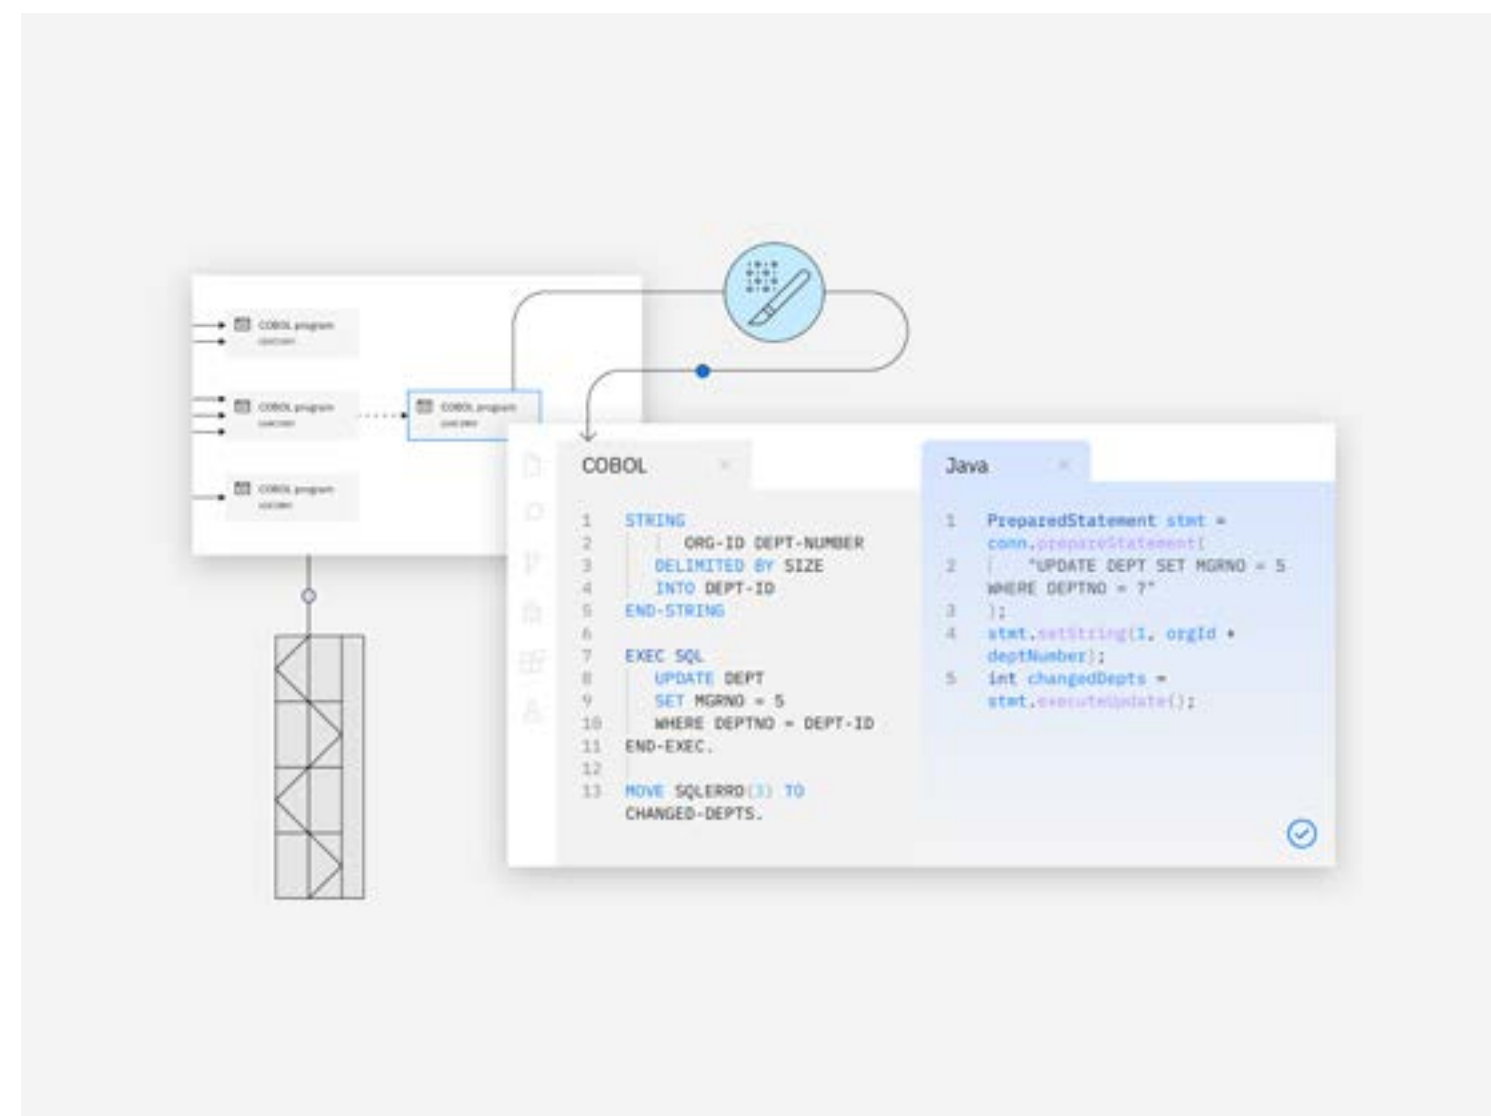 COBOL program
COBOL program
COBOL program
COBOL program
COBOL
1 STRING
2 ORG-ID DEPT-NUMBER
3 DELIMITED BY SIZE
4 INTO DEPT-ID
5 END-STRING
6
7 EXEC SQL
8 UPDATE DEPT
9 SET MGRNO = 5
10 WHERE DEPTNO = DEPT-ID
11 END-EXEC.
12
13 MOVE SQLERRD(3) TO
CHANGED-DEPTS.
Java
1 PreparedStatement stmt =
conn.prepareStatement(
2 "UPDATE DEPT SET MGRNO = 5
WHERE DEPTNO = ?"
3 );
4 stmt.setString(1, orgId +
deptNumber);
5 int changedDepts =
stmt.executeUpdate();